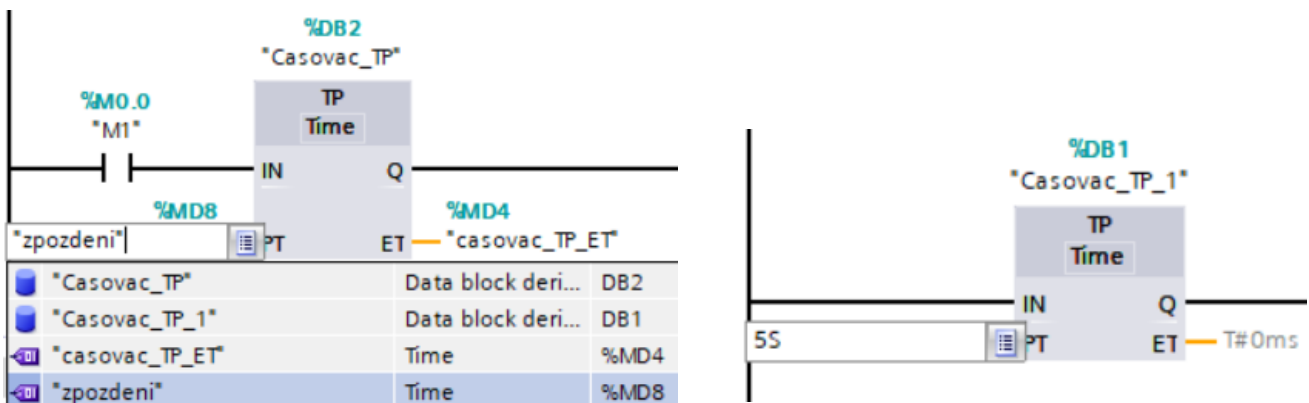 %DB2
"Casovac_TP"
%M0.0
"M1"
TP
Time
IN Q
%MD8 %MD4
"zpozdeni" PT ET "casovac_TP_ET"
"Casovac_TP" Data block deri... DB2
"Casovac_TP_1" Data block deri... DB1
"casovac_TP_ET" Time %MD4
"zpozdeni" Time %MD8
%DB1
"Casovac_TP_1"
TP
Time
IN Q
5S PT ET T#0ms